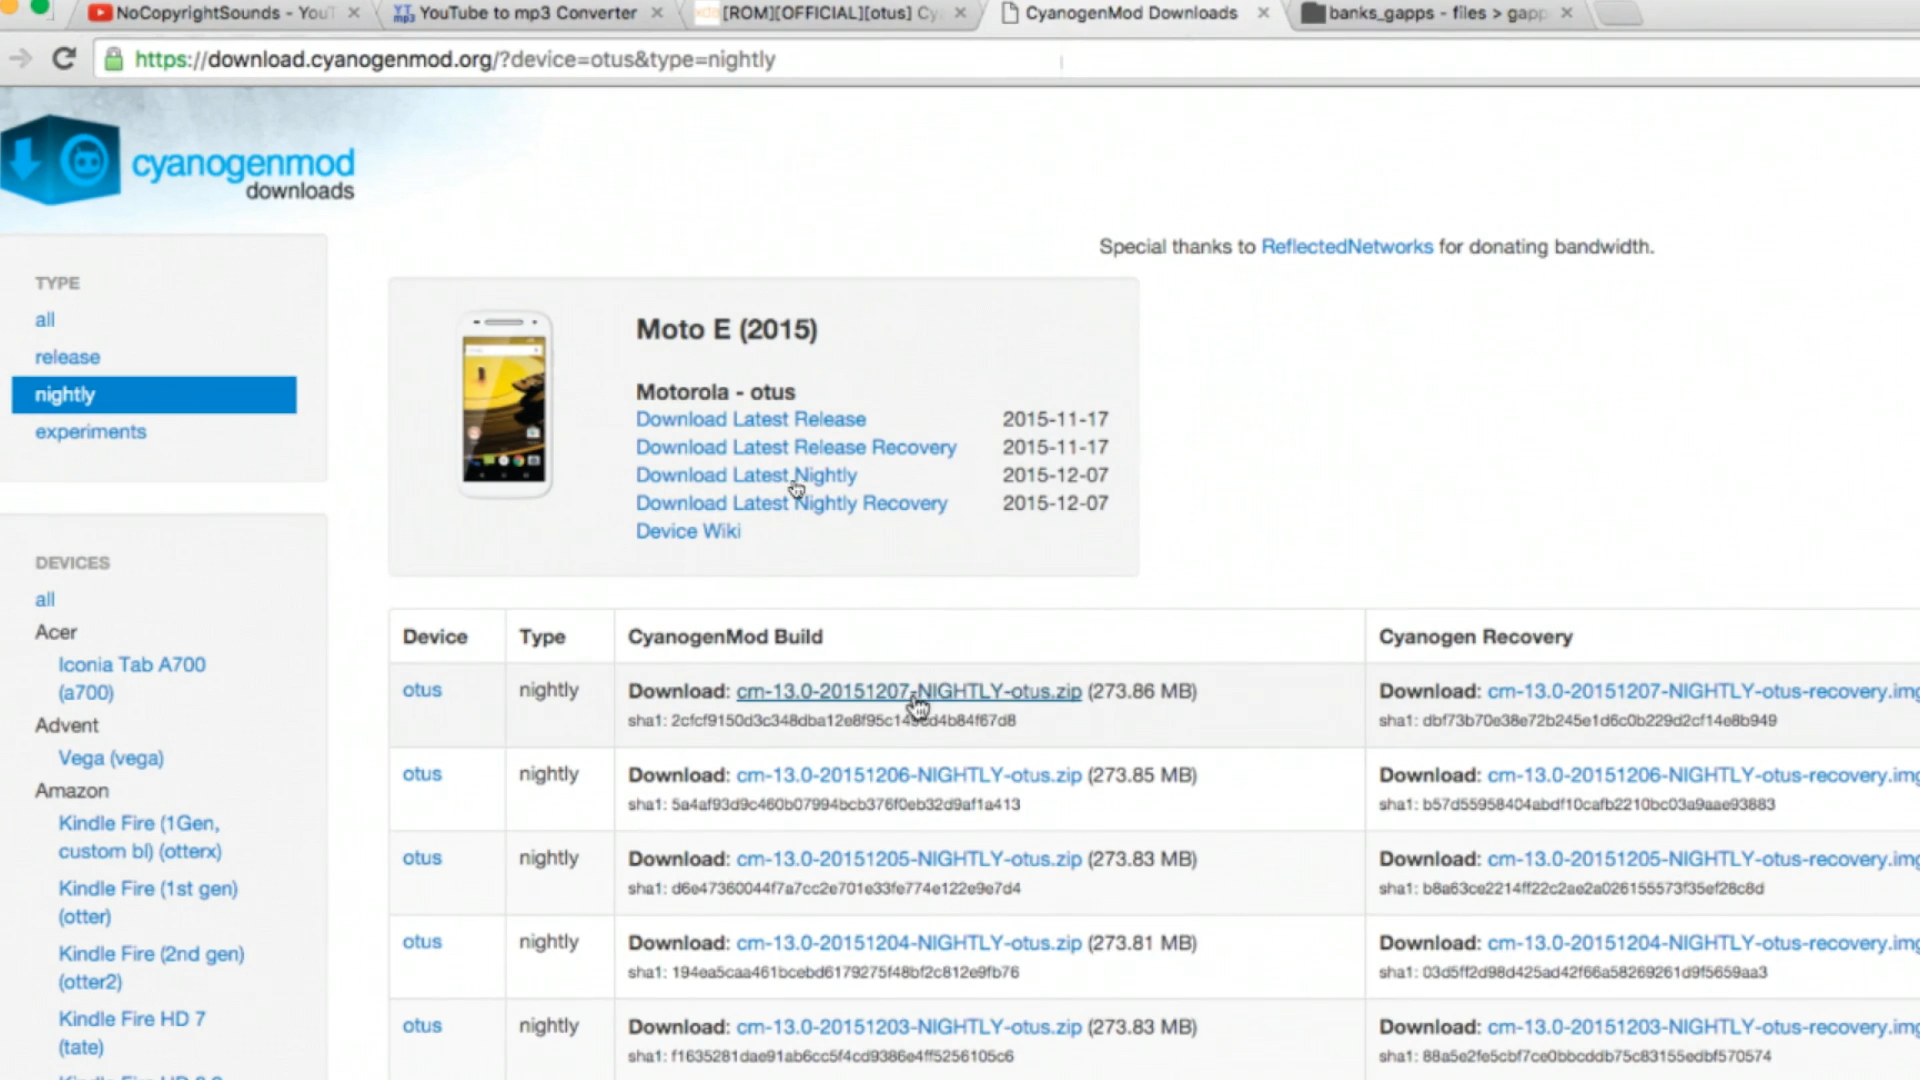 NoCopyrightSounds - YouT
YouTube to mp3 Converter
[ROM][OFFICIAL][otus] Cy
CyanogenMod Downloads
banks_gapps - files > gapp
https://download.cyanogenmod.org/?device=otus&type=nightly
cyanogenmod
downloads
Special thanks to ReflectedNetworks for donating bandwidth.
TYPE
all
release
nightly
experiments
Moto E (2015)
Motorola - otus
Download Latest Release 2015-11-17
Download Latest Release Recovery 2015-11-17
Download Latest Nightly 2015-12-07
Download Latest Nightly Recovery 2015-12-07
Device Wiki
DEVICES
all
Acer
Iconia Tab A700
(a700)
Advent
Vega (vega)
Amazon
Kindle Fire (1Gen,
custom bl) (otterx)
Kindle Fire (1st gen)
(otter)
Kindle Fire (2nd gen)
(otter2)
Kindle Fire HD 7
(tate)
Device Type CyanogenMod Build Cyanogen Recovery
otus nightly Download: cm-13.0-20151207-NIGHTLY-otus.zip (273.86 MB) Download: cm-13.0-20151207-NIGHTLY-otus-recovery.img
sha1: sha1: dbf73b70e38e72b245e1d6c0b229d2cf14e8b949
otus nightly Download: cm-13.0-20151206-NIGHTLY-otus.zip (273.85 MB) Download: cm-13.0-20151206-NIGHTLY-otus-recovery.img
sha1: 5a4af93d9c460b07994bcb376f0eb32d9af1a413 sha1: b57d55958404abdf10cafb2210bc03a9aae93883
otus nightly Download: cm-13.0-20151205-NIGHTLY-otus.zip (273.83 MB) Download: cm-13.0-20151205-NIGHTLY-otus-recovery.img
sha1: d6e47360044f7a7cc2e701e33fe774e122e9e7d4 sha1: b8a63ce2214ff22c2ae2a026155573f35ef28c8d
otus nightly Download: cm-13.0-20151204-NIGHTLY-otus.zip (273.81 MB) Download: cm-13.0-20151204-NIGHTLY-otus-recovery.img
sha1: 194ea5caa461bcebd6179275f48bf2c812e9fb76 sha1: 03d5ff2d98d425ad42f66a58269261d9f5659aa3
otus nightly Download: cm-13.0-20151203-NIGHTLY-otus.zip (273.83 MB) Download: cm-13.0-20151203-NIGHTLY-otus-recovery.img
sha1: f1635281dae91ab6cc5f4cd9386e4ff5256105c6 sha1: 88a5e2fe5cbf7ce0bbcddb75c83155edbf570574